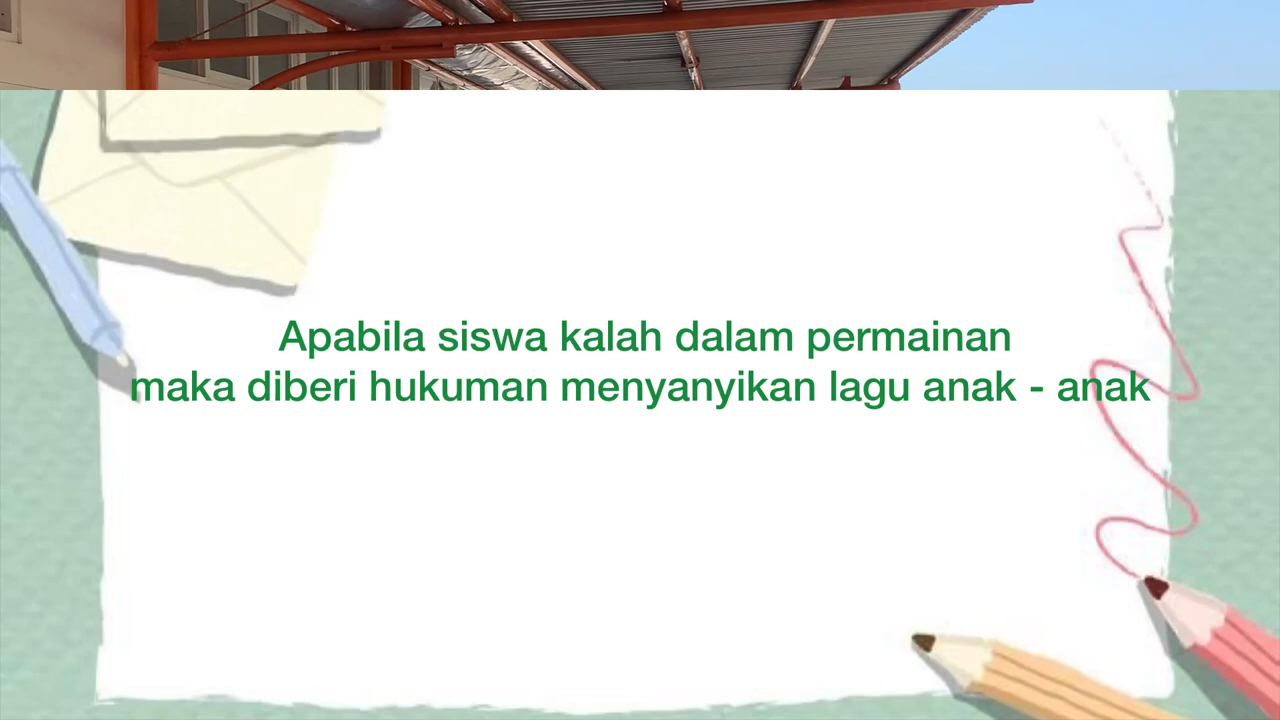 Apabila siswa kalah dalam permainan
maka diberi hukuman menyanyikan lagu anak - anak